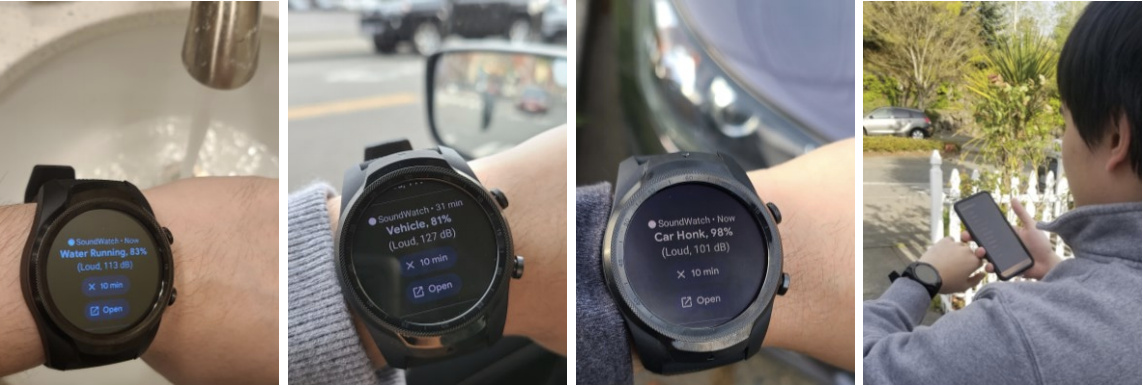 SoundWatch • Now
Water Running, 83%
(Loud, 113 dB)
10 min
Open
SoundWatch • 31 min
Vehicle, 81%
(Loud, 127 dB)
10 min
Open
SoundWatch • Now
Car Honk, 98%
(Loud, 101 dB)
10 min
Open